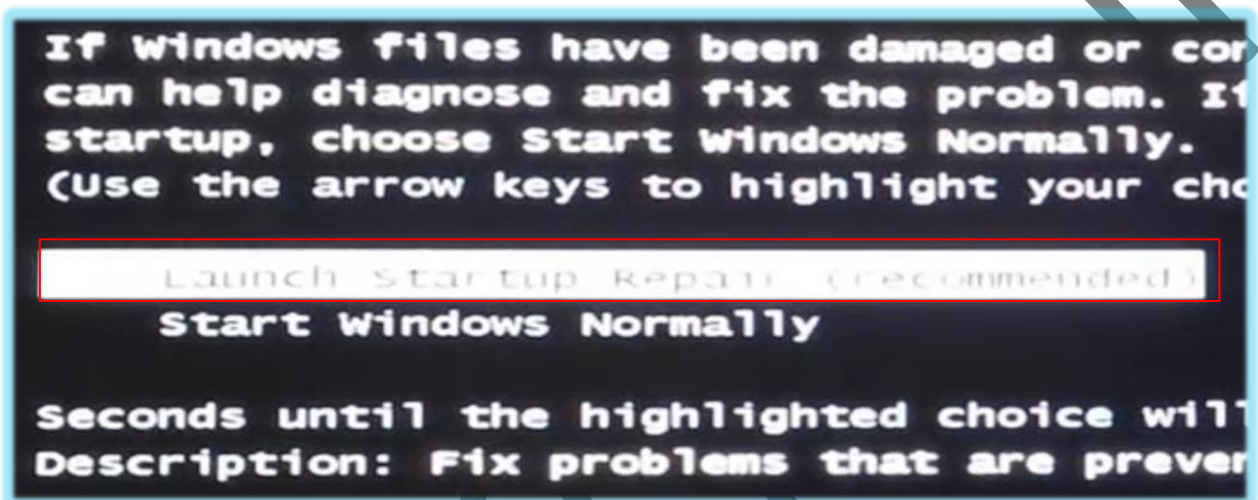 If Windows files have been damaged or con
can help diagnose and fix the problem. If
startup, choose Start Windows Normally.
(Use the arrow keys to highlight your cho
Launch Startup Repair (recommended)
Start Windows Normally
Seconds until the highlighted choice will
Description: Fix problems that are preven